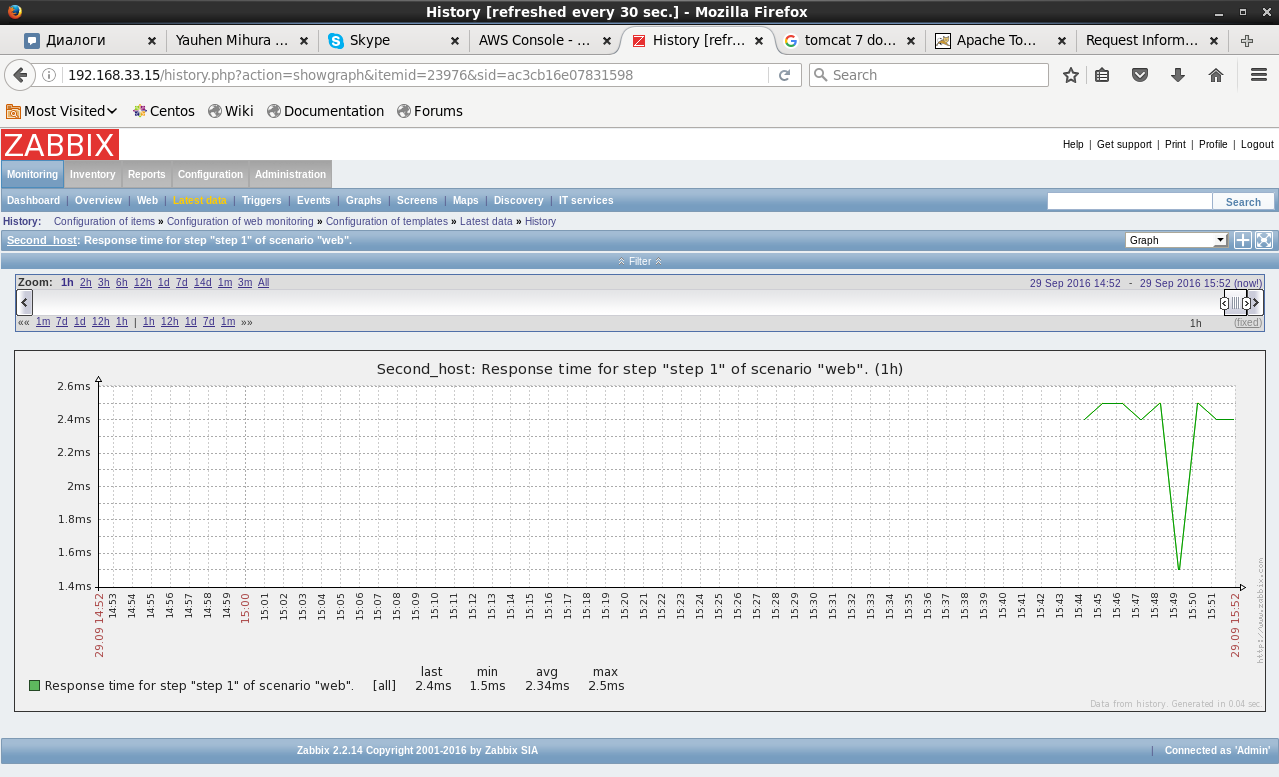 History [refreshed every 30 sec.] - Mozilla Firefox
Диалоги Yauhen Mihura ... Skype AWS Console - ... History [refr... tomcat 7 do... Apache To... Request Inform...
192.168.33.15/history.php?action=showgraph&itemid=23976&sid=ac3cb16e07831598 Search
Most Visited Centos Wiki Documentation Forums
ZABBIX
Help | Get support | Print | Profile | Logout
Monitoring Inventory Reports Configuration Administration
Dashboard | Overview | Web | Latest data | Triggers | Events | Graphs | Screens | Maps | Discovery | IT services Search
History: Configuration of items » Configuration of web monitoring » Configuration of templates » Latest data » History
Second_host: Response time for step "step 1" of scenario "web". Graph
Filter
Zoom: 1h 2h 3h 6h 12h 1d 7d 14d 1m 3m All 29 Sep 2016 14:52 - 29 Sep 2016 15:52 (now!)
«« 1m 7d 1d 12h 1h | 1h 12h 1d 7d 1m »» 1h (fixed)
Second_host: Response time for step "step 1" of scenario "web". (1h)
2.6ms
2.4ms
2.2ms
2ms
1.8ms
1.6ms
1.4ms
29.09 14:52 14:53 14:54 14:55 14:56 14:57 14:58 14:59 15:00 15:01 15:02 15:03 15:04 15:05 15:06 15:07 15:08 15:09 15:10 15:11 15:12 15:13 15:14 15:15 15:16 15:17 15:18 15:19 15:20 15:21 15:22 15:23 15:24 15:25 15:26 15:27 15:28 15:29 15:30 15:31 15:32 15:33 15:34 15:35 15:36 15:37 15:38 15:39 15:40 15:41 15:42 15:43 15:44 15:45 15:46 15:47 15:48 15:49 15:50 15:51 29.09 15:52
http://www.zabbix.com
last min avg max
Response time for step "step 1" of scenario "web". [all] 2.4ms 1.5ms 2.34ms 2.5ms
Data from history. Generated in 0.04 sec
Zabbix 2.2.14 Copyright 2001-2016 by Zabbix SIA | Connected as 'Admin'